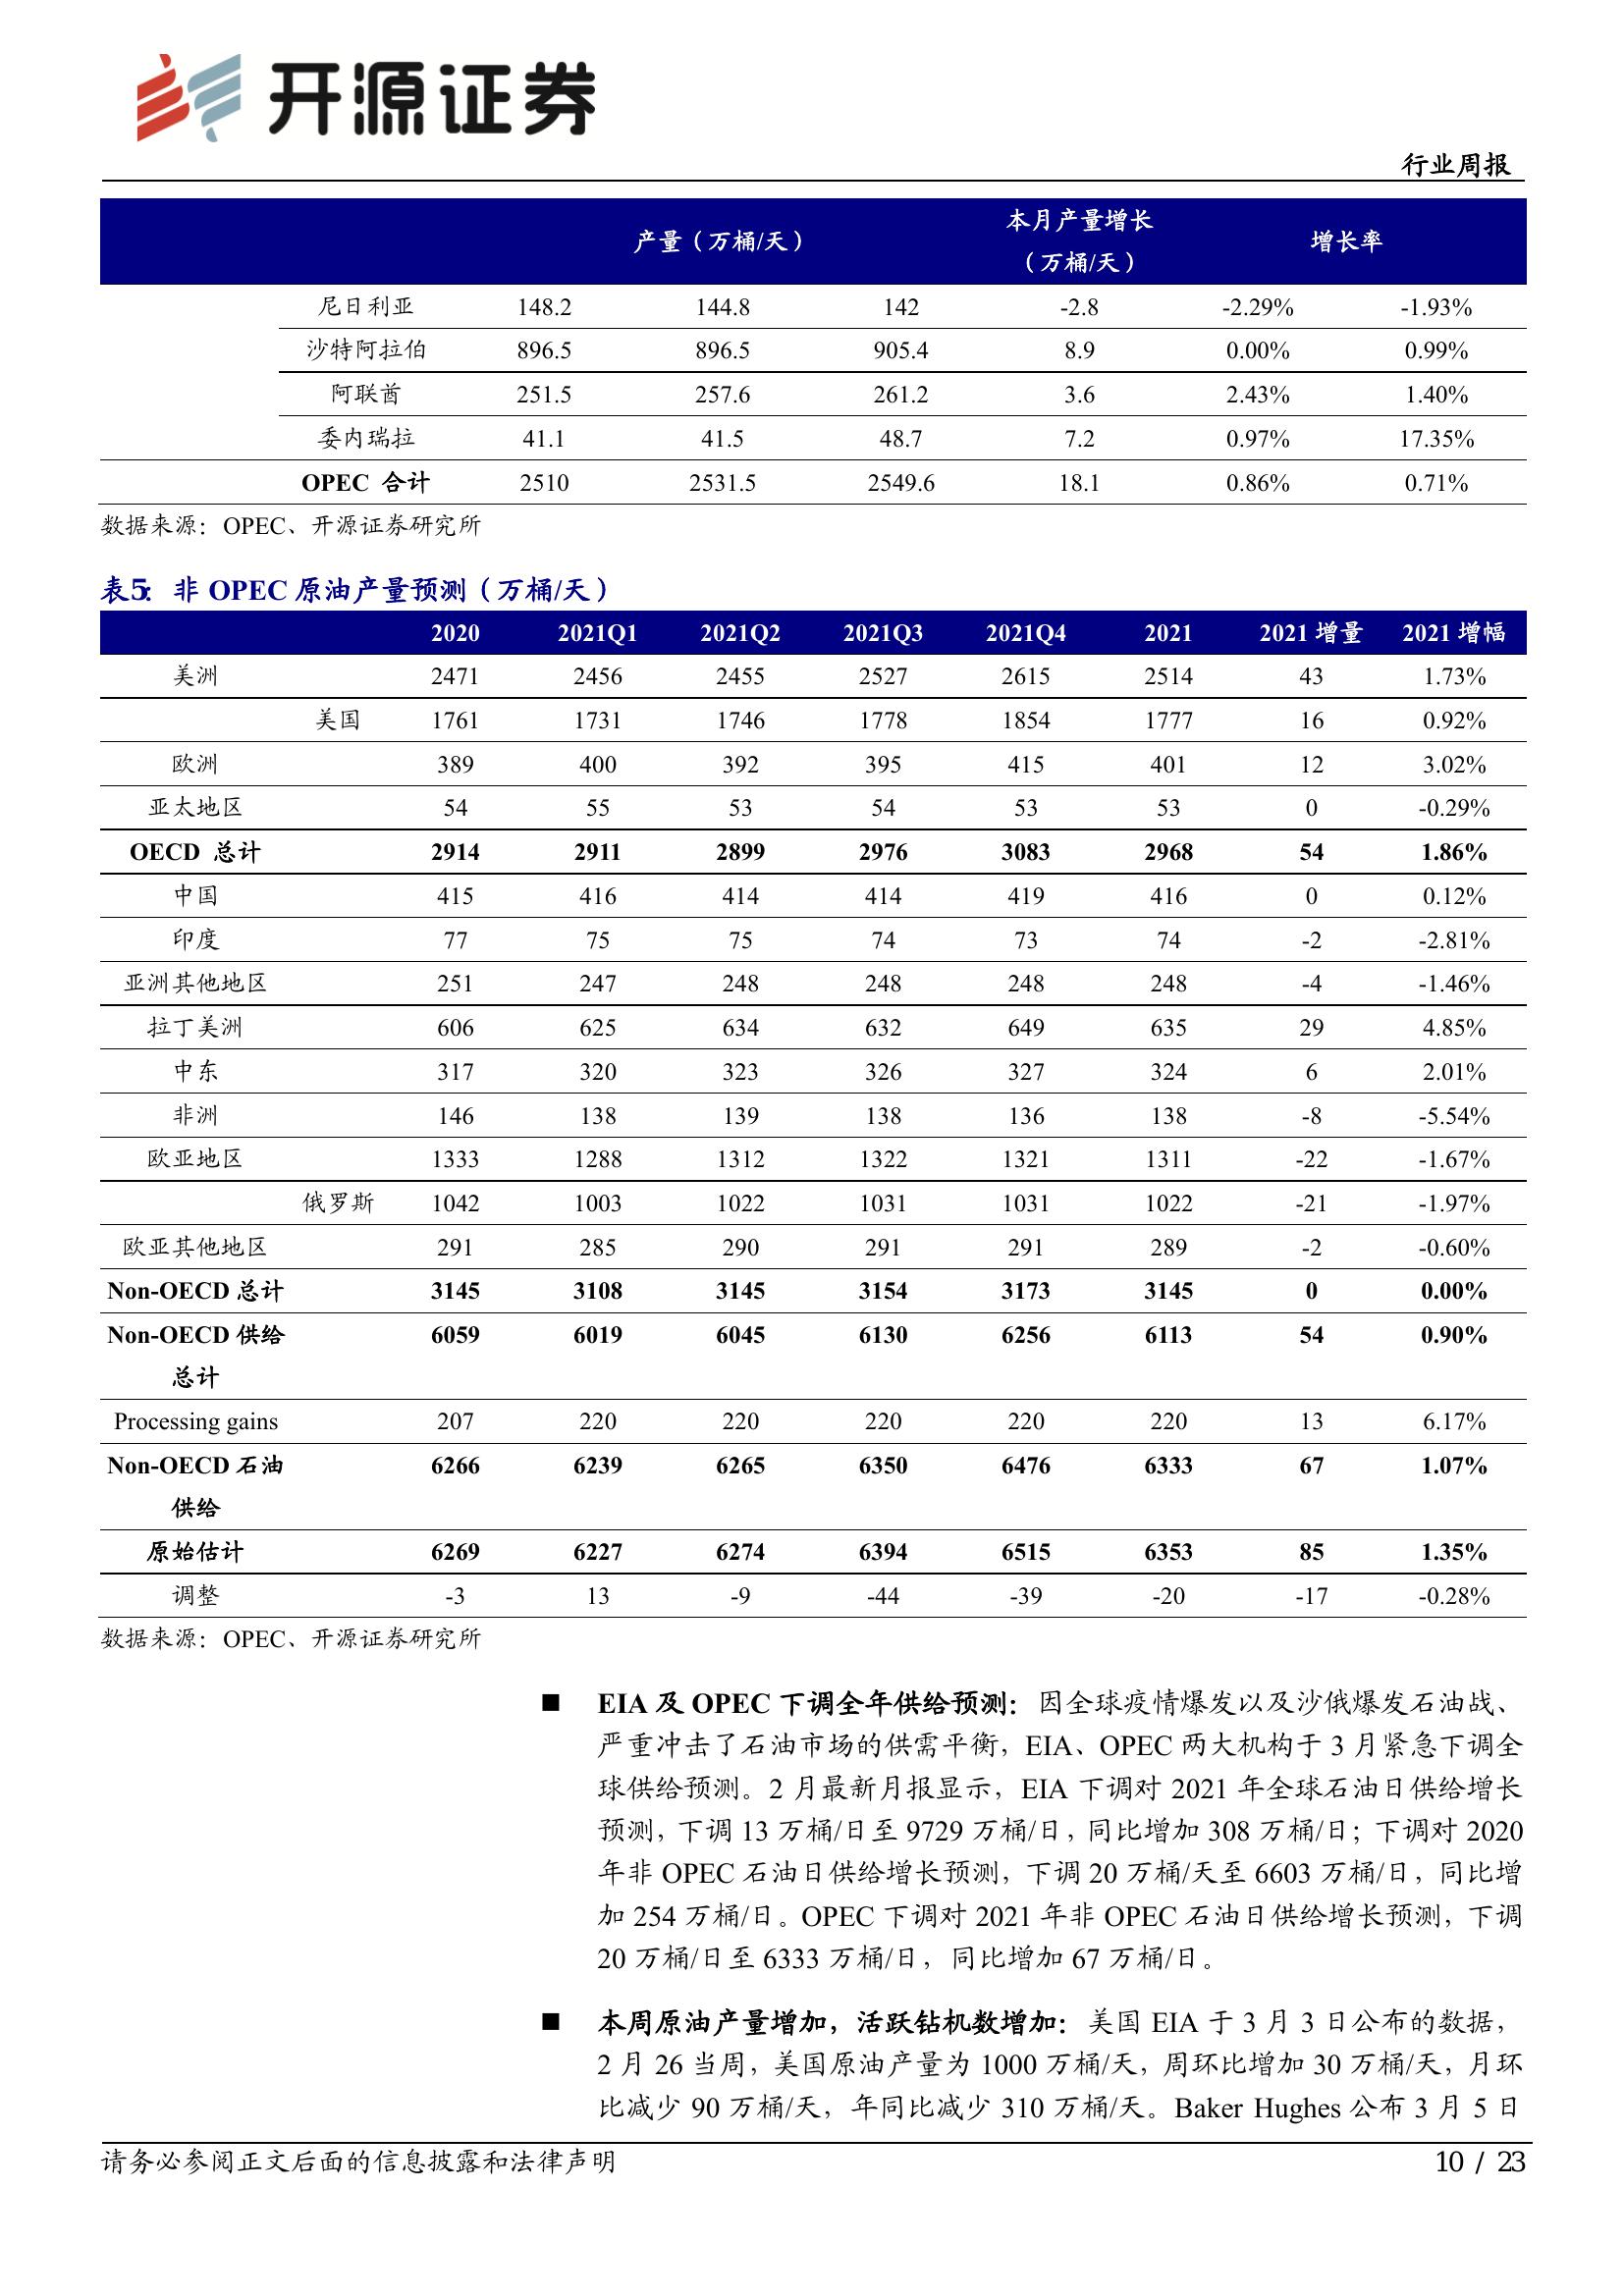 开源证券
行业周报
产量（万桶/天） 本月产量增长（万桶/天） 增长率
尼日利亚 148.2 144.8 142 -2.8 -2.29% -1.93%
沙特阿拉伯 896.5 896.5 905.4 8.9 0.00% 0.99%
阿联酋 251.5 257.6 261.2 3.6 2.43% 1.40%
委内瑞拉 41.1 41.5 48.7 7.2 0.97% 17.35%
OPEC 合计 2510 2531.5 2549.6 18.1 0.86% 0.71%
数据来源：OPEC、开源证券研究所
表5： 非 OPEC 原油产量预测（万桶/天）
2020 2021Q1 2021Q2 2021Q3 2021Q4 2021 2021 增量 2021 增幅
美洲 2471 2456 2455 2527 2615 2514 43 1.73%
美国 1761 1731 1746 1778 1854 1777 16 0.92%
欧洲 389 400 392 395 415 401 12 3.02%
亚太地区 54 55 53 54 53 53 0 -0.29%
OECD 总计 2914 2911 2899 2976 3083 2968 54 1.86%
中国 415 416 414 414 419 416 0 0.12%
印度 77 75 75 74 73 74 -2 -2.81%
亚洲其他地区 251 247 248 248 248 248 -4 -1.46%
拉丁美洲 606 625 634 632 649 635 29 4.85%
中东 317 320 323 326 327 324 6 2.01%
非洲 146 138 139 138 136 138 -8 -5.54%
欧亚地区 1333 1288 1312 1322 1321 1311 -22 -1.67%
俄罗斯 1042 1003 1022 1031 1031 1022 -21 -1.97%
欧亚其他地区 291 285 290 291 291 289 -2 -0.60%
Non-OECD 总计 3145 3108 3145 3154 3173 3145 0 0.00%
Non-OECD 供给 6059 6019 6045 6130 6256 6113 54 0.90%
总计
Processing gains 207 220 220 220 220 220 13 6.17%
Non-OECD 石油 6266 6239 6265 6350 6476 6333 67 1.07%
供给
原始估计 6269 6227 6274 6394 6515 6353 85 1.35%
调整 -3 13 -9 -44 -39 -20 -17 -0.28%
数据来源：OPEC、开源证券研究所
■ EIA 及 OPEC 下调全年供给预测：因全球疫情爆发以及沙俄爆发石油战、
严重冲击了石油市场的供需平衡，EIA、OPEC 两大机构于 3 月紧急下调全
球供给预测。2 月最新月报显示，EIA 下调对 2021 年全球石油日供给增长
预测，下调 13 万桶/日至 9729 万桶/日，同比增加 308 万桶/日；下调对 2020
年非 OPEC 石油日供给增长预测，下调 20 万桶/天至 6603 万桶/日，同比增
加 254 万桶/日。OPEC 下调对 2021 年非 OPEC 石油日供给增长预测，下调
20 万桶/日至 6333 万桶/日，同比增加 67 万桶/日。
■ 本周原油产量增加，活跃钻机数增加：美国 EIA 于 3 月 3 日公布的数据，
2 月 26 当周，美国原油产量为 1000 万桶/天，周环比增加 30 万桶/天，月环
比减少 90 万桶/天，年同比减少 310 万桶/天。Baker Hughes 公布 3 月 5 日
请务必参阅正文后面的信息披露和法律声明 10 / 23